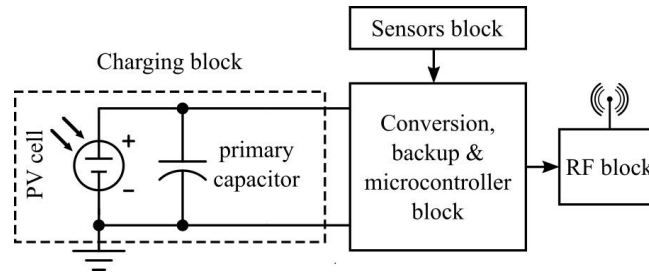 Sensors block
Charging block
PV cell
+
−
primary
capacitor
Conversion,
backup &
microcontroller
block
RF block